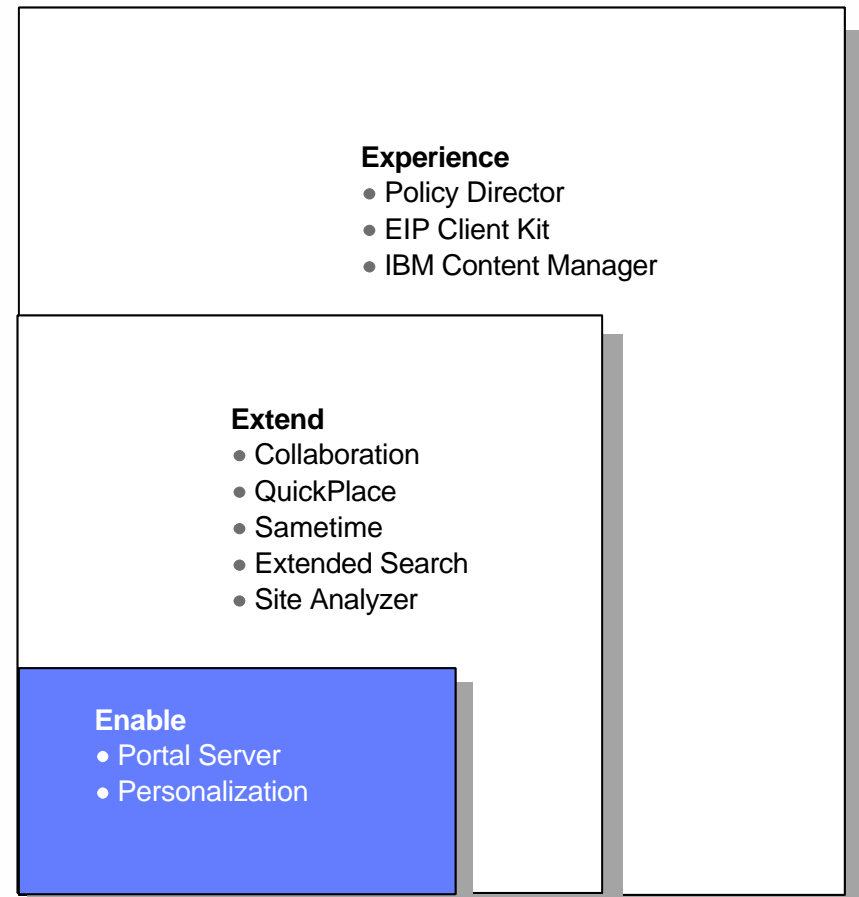 Experience
● Policy Director
● EIP Client Kit
● IBM Content Manager
Extend
● Collaboration
● QuickPlace
● Sametime
● Extended Search
● Site Analyzer
Enable
● Portal Server
● Personalization